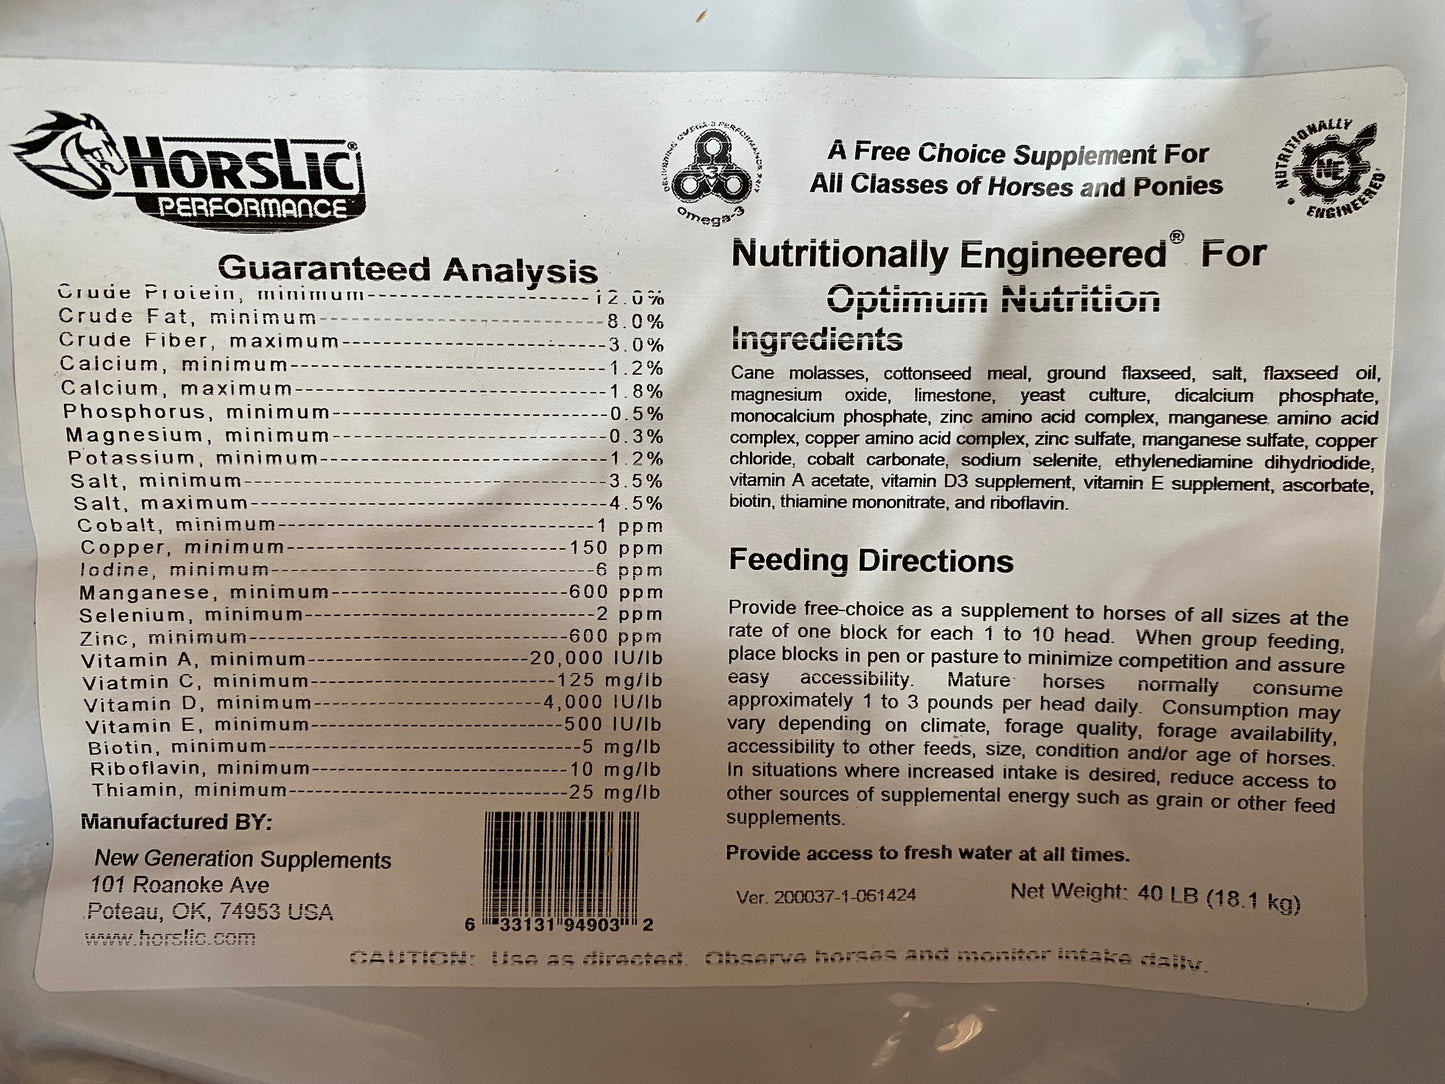 HORSLIC®
PERFORMANCE
DELIVERING OMEGA-3 PERFORMANCE 24/7
3
omega-3
A Free Choice Supplement For
All Classes of Horses and Ponies
NUTRITIONALLY
NE
ENGINEERED
Guaranteed Analysis
Crude Protein, minimum--------------------12.0%
Crude Fat, minimum--------------------8.0%
Crude Fiber, maximum--------------------3.0%
Calcium, minimum--------------------1.2%
Calcium, maximum--------------------1.8%
Phosphorus, minimum--------------------0.5%
Magnesium, minimum--------------------0.3%
Potassium, minimum--------------------1.2%
Salt, minimum--------------------3.5%
Salt, maximum--------------------4.5%
Cobalt, minimum--------------------1 ppm
Copper, minimum--------------------150 ppm
Iodine, minimum--------------------6 ppm
Manganese, minimum--------------------600 ppm
Selenium, minimum--------------------2 ppm
Zinc, minimum--------------------600 ppm
Vitamin A, minimum--------------------20,000 IU/lb
Viatmin C, minimum--------------------125 mg/lb
Vitamin D, minimum--------------------4,000 IU/lb
Vitamin E, minimum--------------------500 IU/lb
Biotin, minimum--------------------5 mg/lb
Riboflavin, minimum--------------------10 mg/lb
Thiamin, minimum--------------------25 mg/lb
Manufactured BY:
New Generation Supplements
101 Roanoke Ave
Poteau, OK, 74953 USA
www.horslic.com
6 33131 94903 2
Nutritionally Engineered® For
Optimum Nutrition
Ingredients
Cane molasses, cottonseed meal, ground flaxseed, salt, flaxseed oil,
magnesium oxide, limestone, yeast culture, dicalcium phosphate,
monocalcium phosphate, zinc amino acid complex, manganese amino acid
complex, copper amino acid complex, zinc sulfate, manganese sulfate, copper
chloride, cobalt carbonate, sodium selenite, ethylenediamine dihydriodide,
vitamin A acetate, vitamin D3 supplement, vitamin E supplement, ascorbate,
biotin, thiamine mononitrate, and riboflavin.
Feeding Directions
Provide free-choice as a supplement to horses of all sizes at the
rate of one block for each 1 to 10 head. When group feeding,
place blocks in pen or pasture to minimize competition and assure
easy accessibility. Mature horses normally consume
approximately 1 to 3 pounds per head daily. Consumption may
vary depending on climate, forage quality, forage availability,
accessibility to other feeds, size, condition and/or age of horses.
In situations where increased intake is desired, reduce access to
other sources of supplemental energy such as grain or other feed
supplements.
Provide access to fresh water at all times.
Ver. 200037-1-061424
Net Weight: 40 LB (18.1 kg)
CAUTION: Use as directed. Observe horses and monitor intake daily.